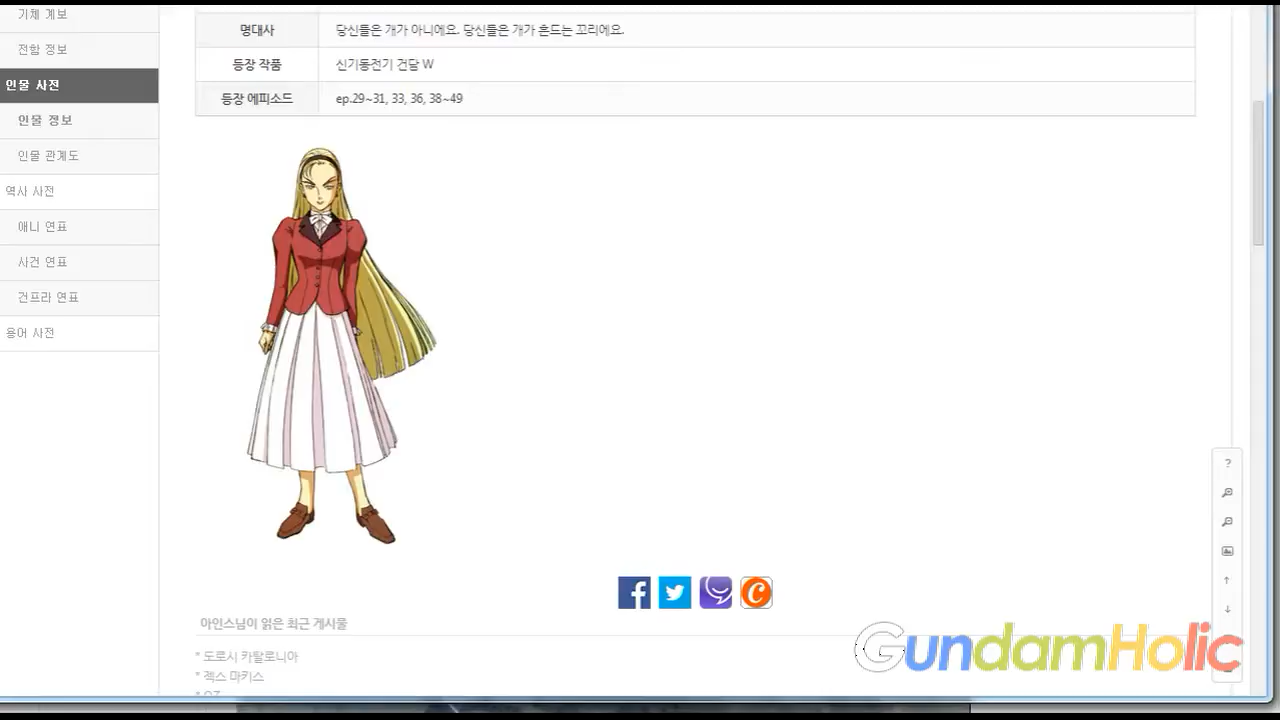 기체 계보
전함 정보
인물 사전
인물 정보
인물 관계도
역사 사전
애니 연표
사건 연표
건프라 연표
용어 사전
명대사 당신들은 개가 아니에요. 당신들은 개가 흔드는 꼬리에요.
등장 작품 신기동전기 건담 W
등장 에피소드 ep.29~31, 33, 36, 38~49
아인스님이 읽은 최근 게시물
* 도로시 카탈로니아
* 젝스 마키스
* OZ
?
GundamHolic